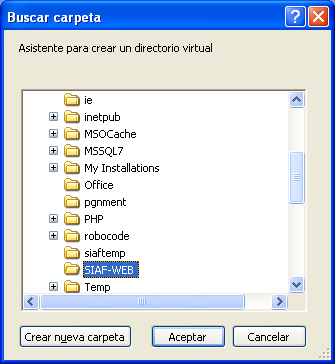 Buscar carpeta
Asistente para crear un directorio virtual
ie
inetpub
MSOCache
MSSQL7
My Installations
Office
pgnment
PHP
robocode
siaftemp
SIAF-WEB
Temp
Crear nueva carpeta
Aceptar
Cancelar